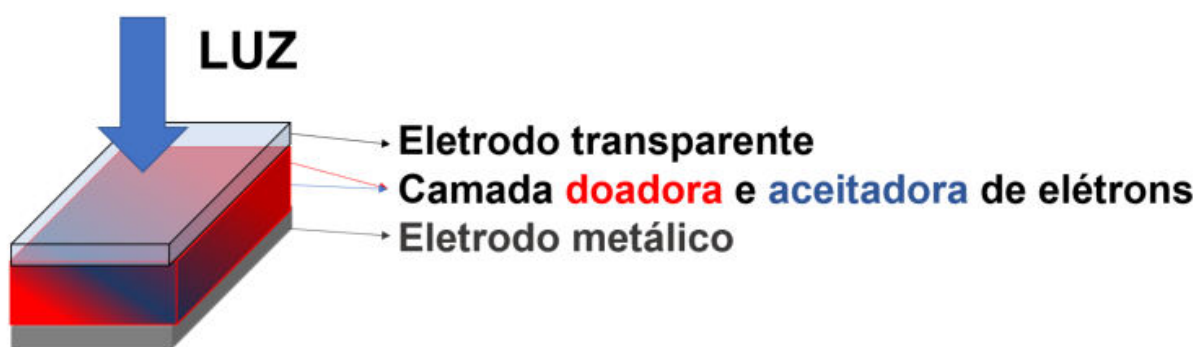 LUZ
Eletrodo transparente
Camada doadora e aceitadora de elétrons
Eletrodo metálico